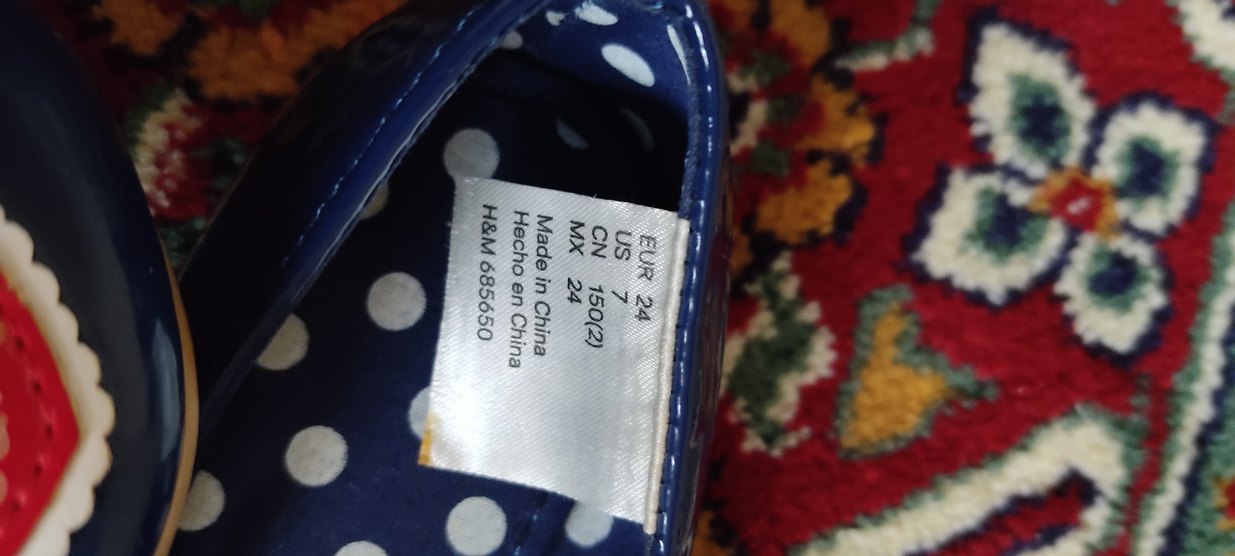 EUR 24
US 7
CN 150(2)
MX 24
Made in China
Hecho en China
H&M 685650